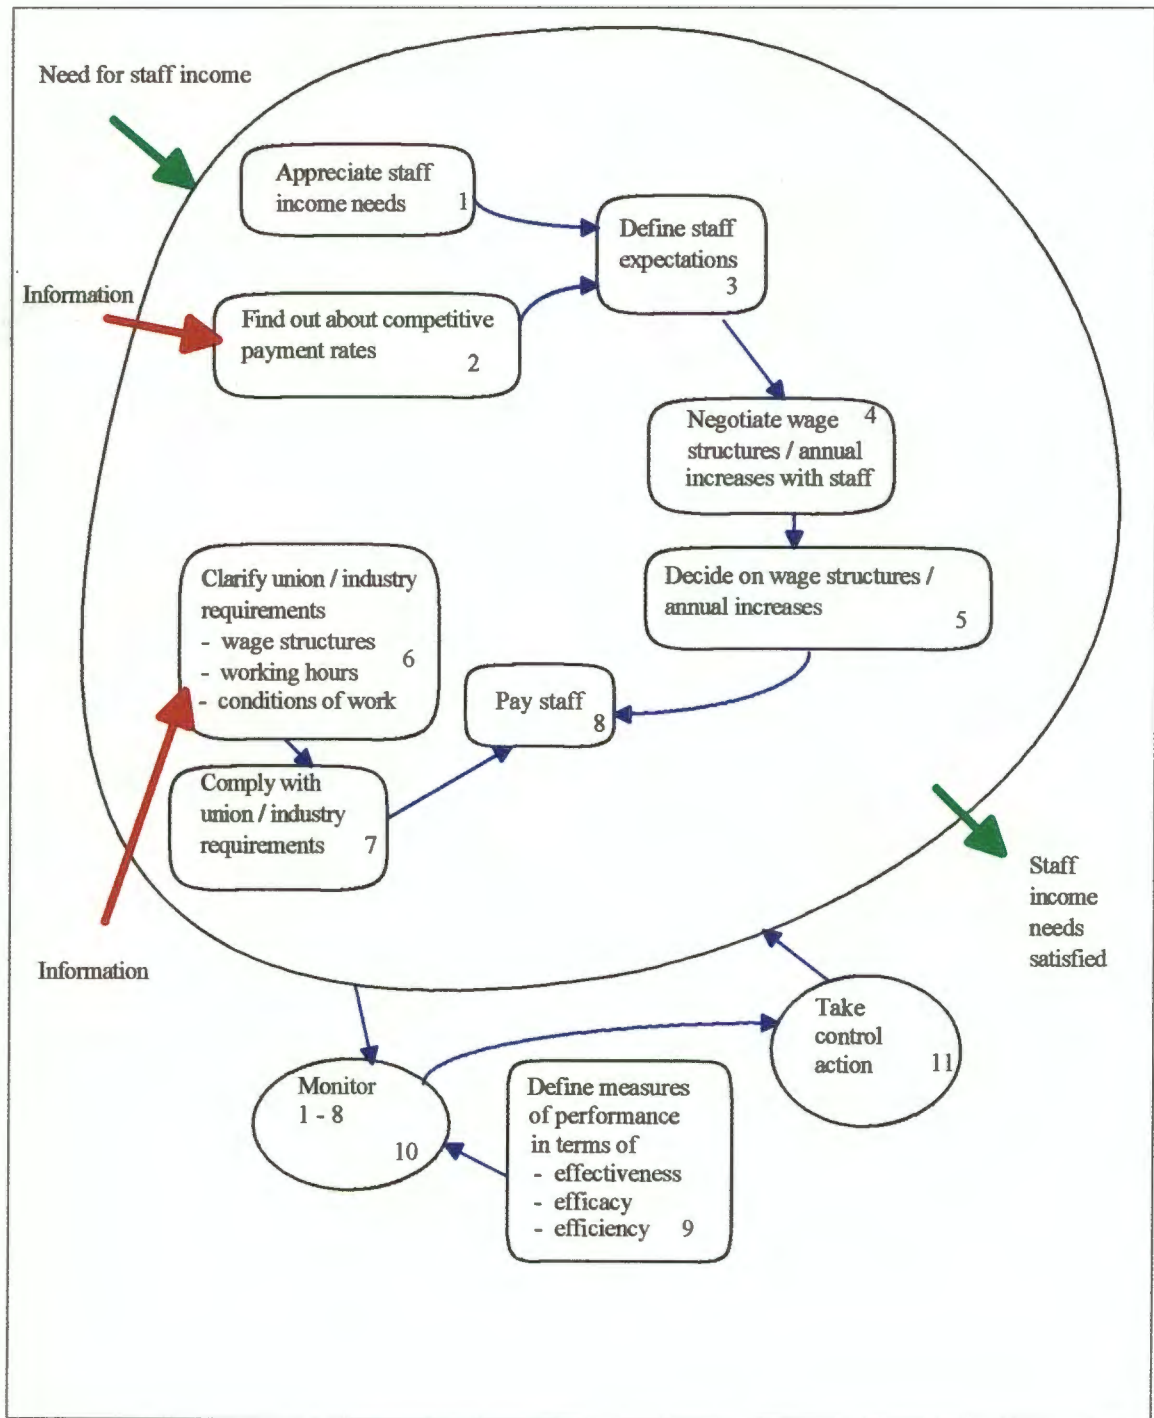 Need for staff income
Appreciate staff
income needs 1
Define staff
expectations
3
Information
Find out about competitive
payment rates
2
Negotiate wage 4
structures / annual
increases with staff
Decide on wage structures /
annual increases
5
Clarify union / industry
requirements
- wage structures
- working hours 6
- conditions of work
Pay staff
8
Comply with
union / industry
requirements 7
Staff
income
needs
satisfied
Information
Take
control
action 11
Monitor
1 - 8
10
Define measures
of performance
in terms of
- effectiveness
- efficacy
- efficiency 9